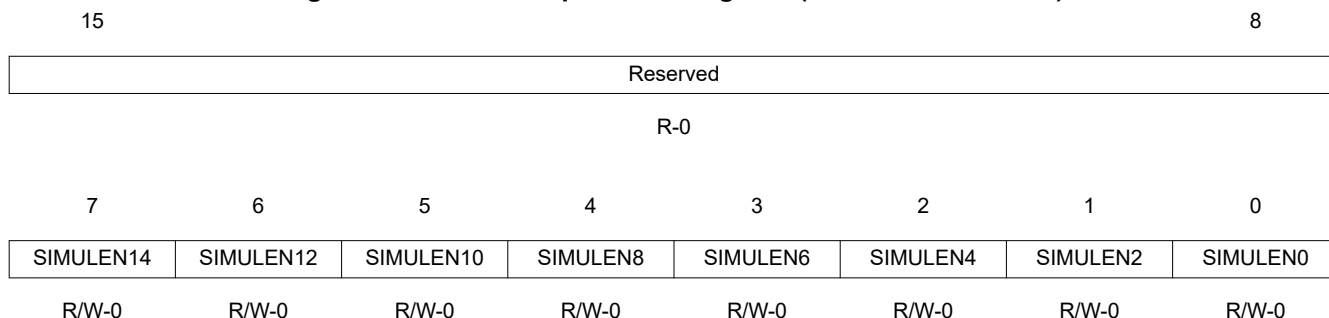 15 8
Reserved
R-0
7 6 5 4 3 2 1 0
SIMULEN14 SIMULEN12 SIMULEN10 SIMULEN8 SIMULEN6 SIMULEN4 SIMULEN2 SIMULEN0
R/W-0 R/W-0 R/W-0 R/W-0 R/W-0 R/W-0 R/W-0 R/W-0